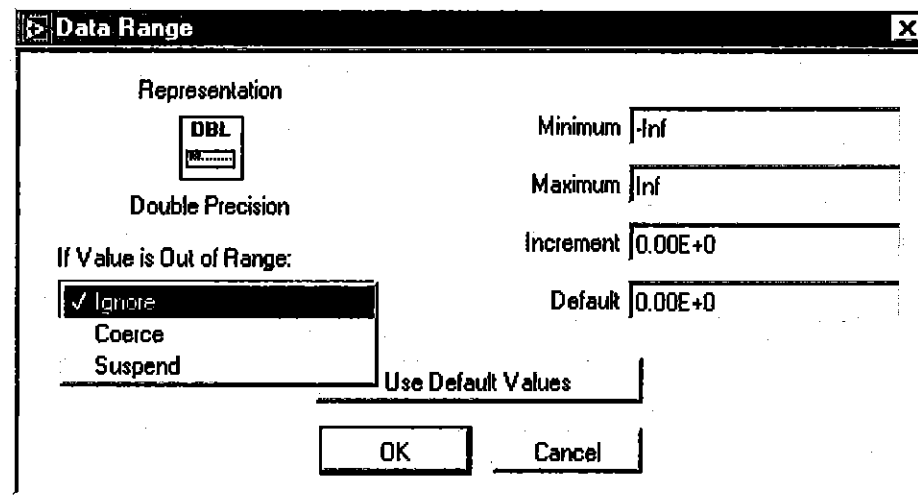 Data Range
Representation
DBL
Double Precision
If Value is Out of Range:
✓ Ignore
Coerce
Suspend
Minimum -Inf
Maximum Inf
Increment 0.00E+0
Default 0.00E+0
Use Default Values
OK
Cancel